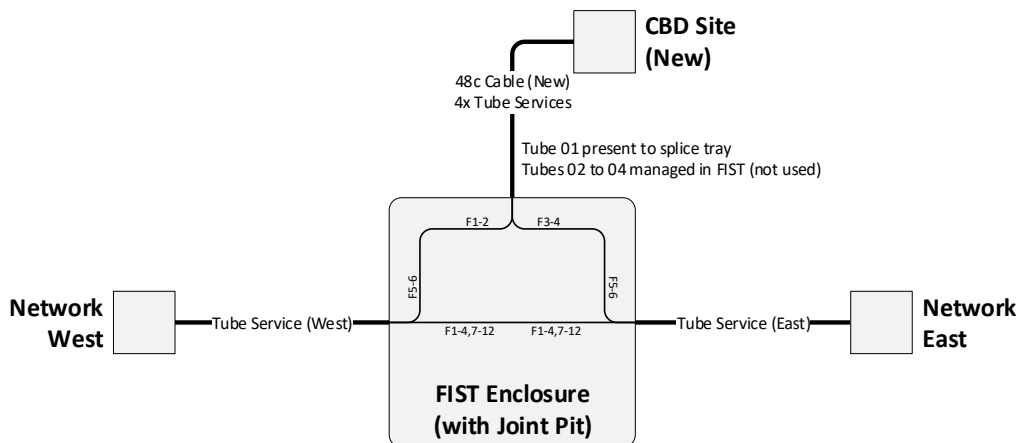 CBD Site
(New)
48c Cable (New)
4x Tube Services
Tube 01 present to splice tray
Tubes 02 to 04 managed in FIST (not used)
F1-2
F3-4
F5-6
F5-6
Network
West
Tube Service (West)
F1-4,7-12
F1-4,7-12
Tube Service (East)
Network
East
FIST Enclosure
(with Joint Pit)